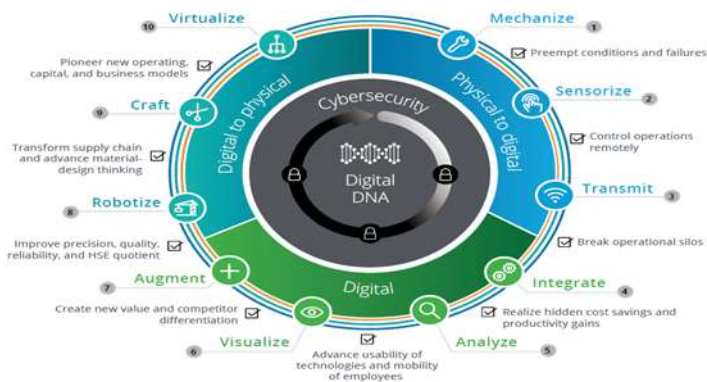 1
Mechanize
Preempt conditions and failures
2
Sensorize
Control operations
remotely
3
Transmit
Break operational silos
4
Integrate
Realize hidden cost savings and
productivity gains
5
Analyze
Advance usability of
technologies and mobility
of employees
6
Visualize
Create new value and competitor
differentiation
7
Augment
Improve precision, quality,
reliability, and HSE quotient
8
Robotize
Transform supply chain
and advance material-
design thinking
9
Craft
Pioneer new operating,
capital, and business models
10
Virtualize
Physical to digital
Digital
Digital to physical
Cybersecurity
Digital
DNA